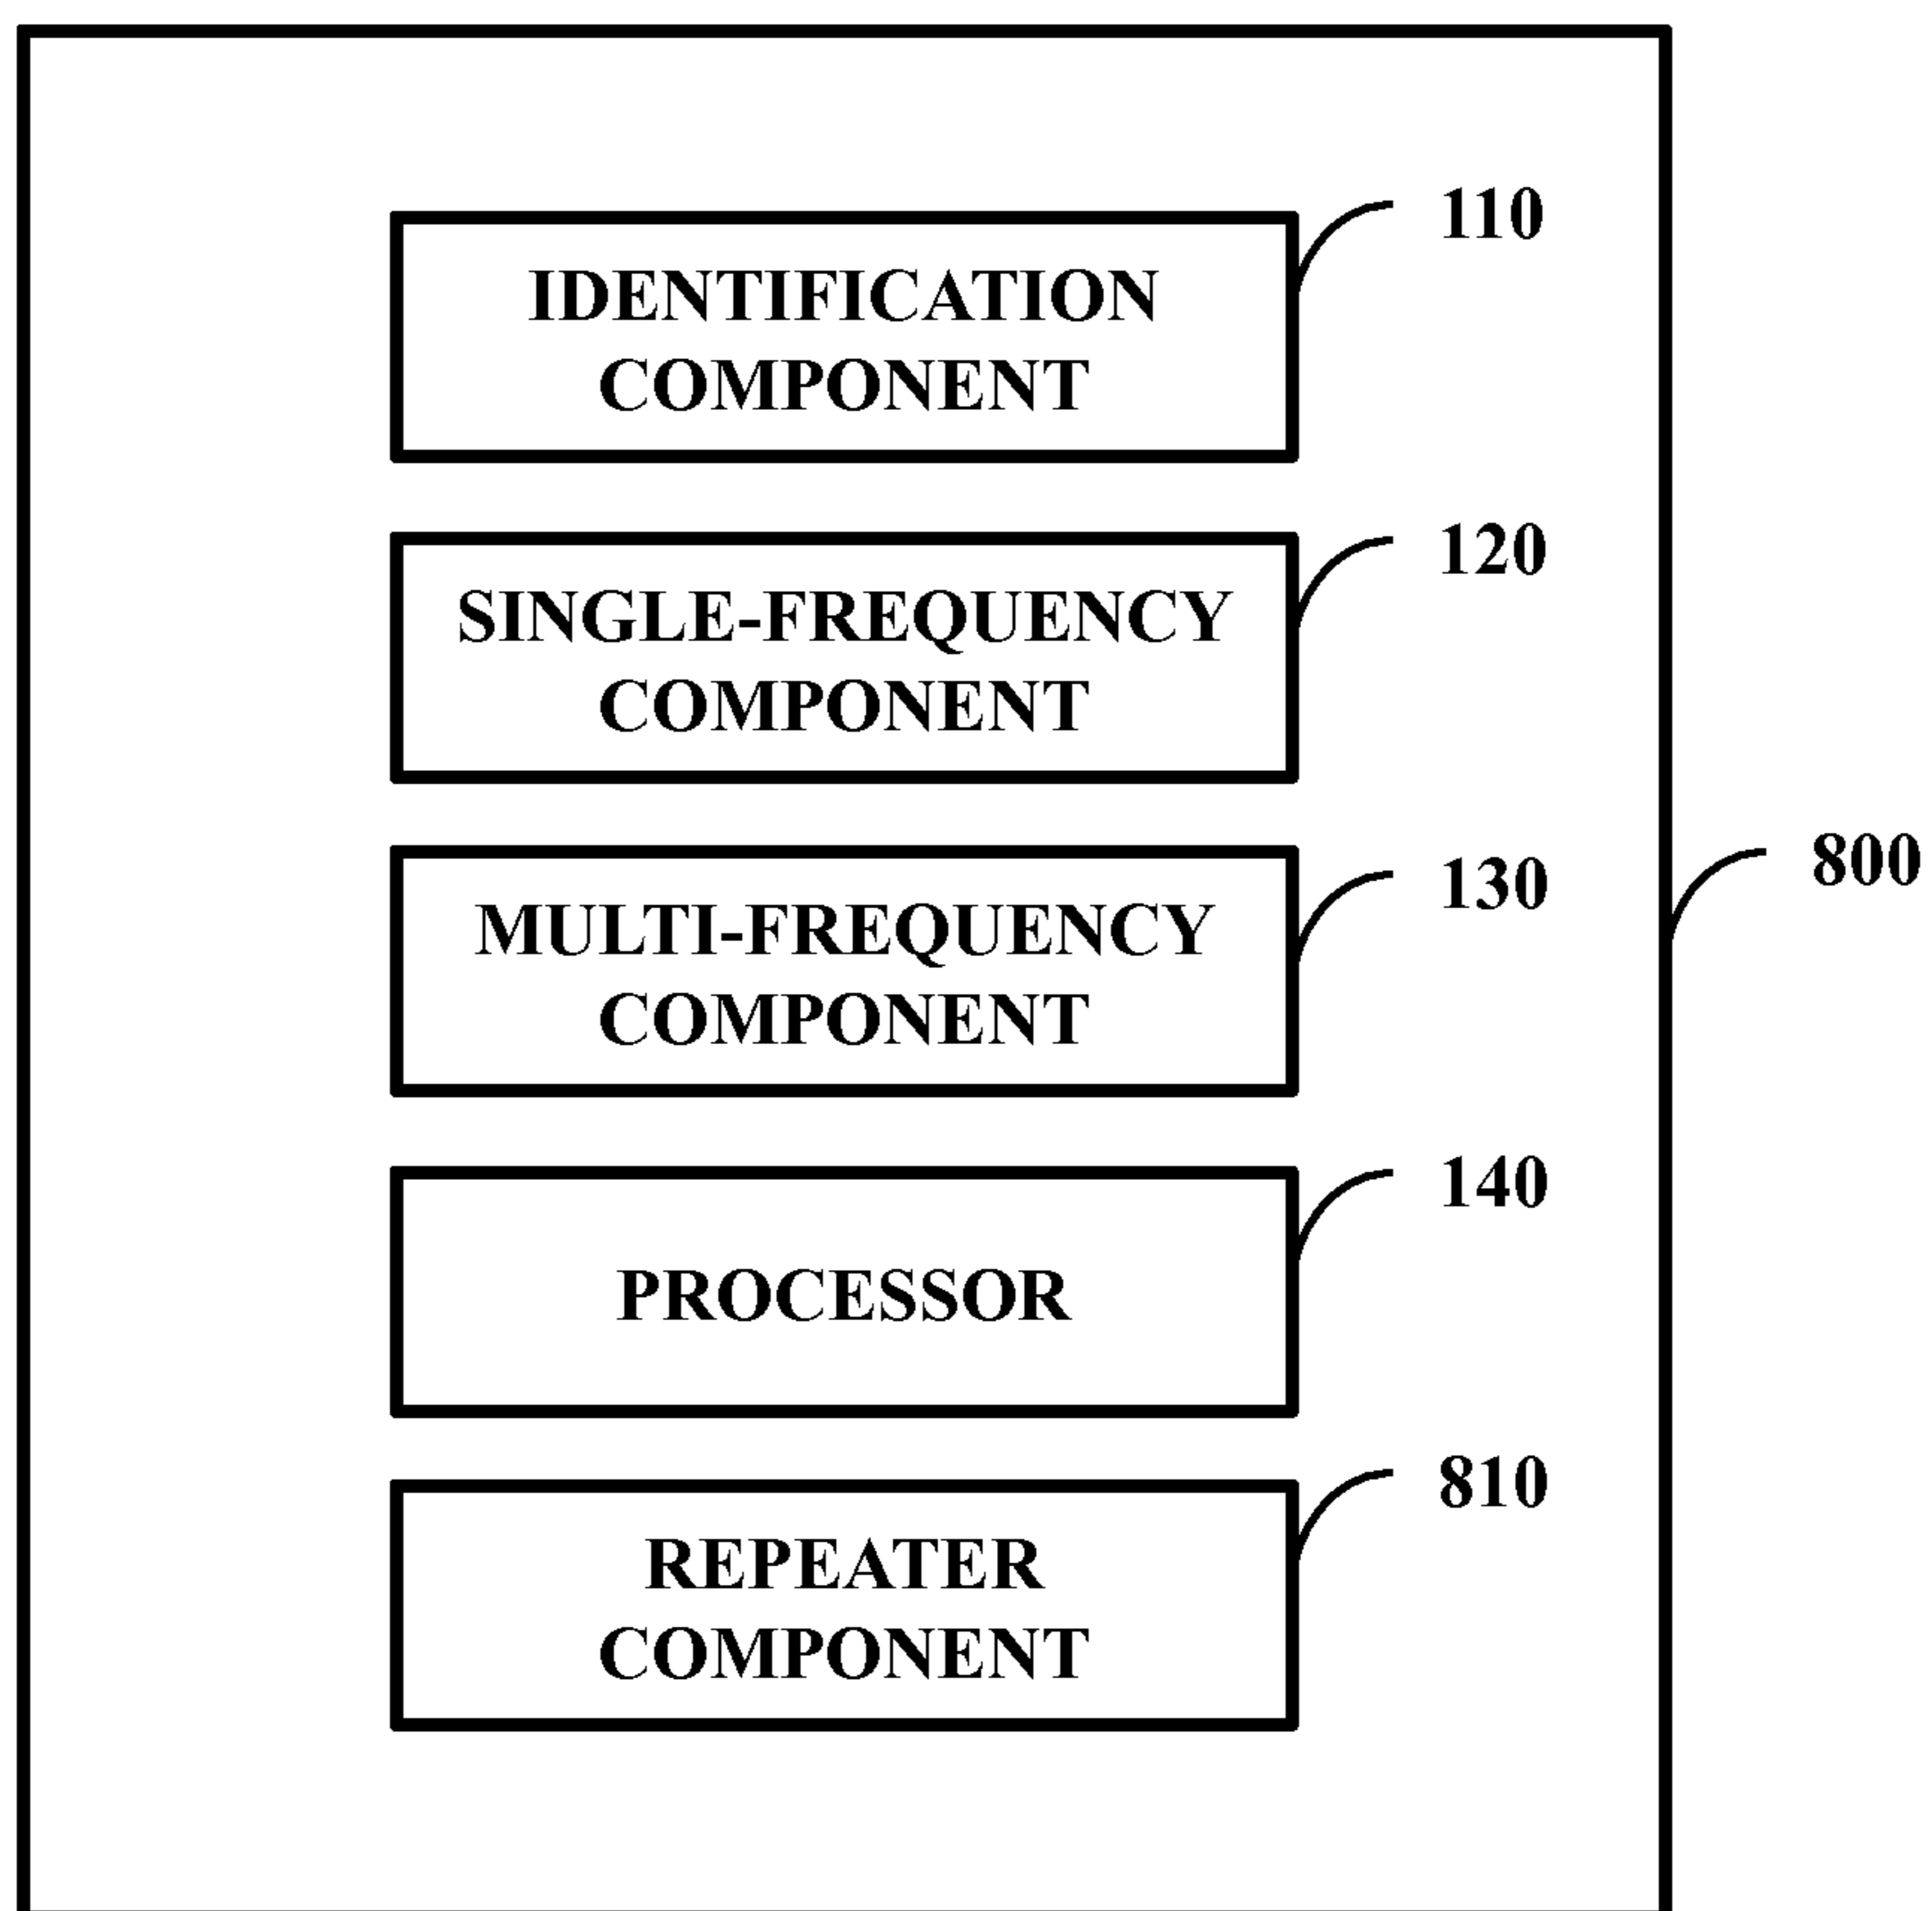 110
IDENTIFICATION
COMPONENT
120
SINGLE-FREQUENCY
COMPONENT
130
MULTI-FREQUENCY
COMPONENT
800
140
PROCESSOR
810
REPEATER
COMPONENT